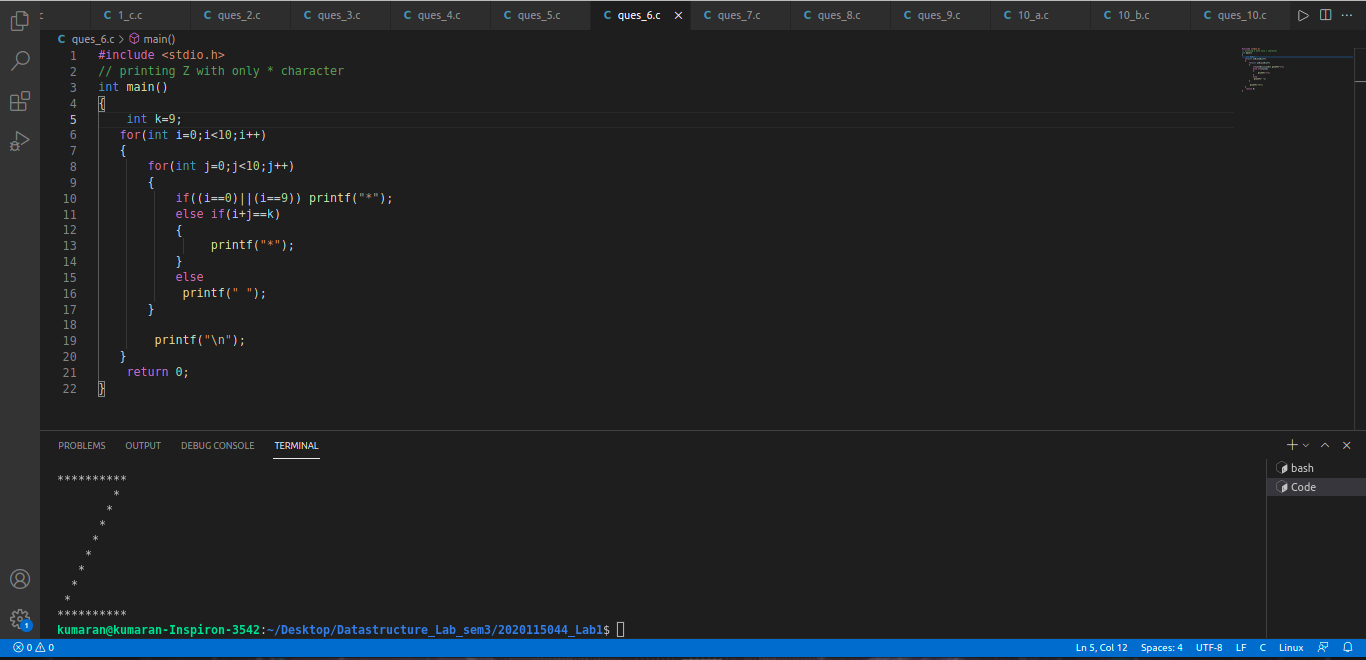 C 1_c.c C ques_2.c C ques_3.c C ques_4.c C ques_5.c C ques_6.c C ques_7.c C ques_8.c C ques_9.c C 10_a.c C 10_b.c C ques_10.c
C ques_6.c > main()
1 #include <stdio.h>
2 // printing Z with only * character
3 int main()
4 {
5     int k=9;
6    for(int i=0;i<10;i++)
7    {
8        for(int j=0;j<10;j++)
9        {
10            if((i==0)||(i==9)) printf("*");
11            else if(i+j==k)
12            {
13                 printf("*");
14            }
15            else
16             printf(" ");
17        }
18
19         printf("\n");
20    }
21     return 0;
22 }
PROBLEMS OUTPUT DEBUG CONSOLE TERMINAL
bash
Code
**********
        *
       *
      *
     *
    *
   *
  *
 *
**********
kumaran@kumaran-Inspiron-3542:~/Desktop/Datastructure_Lab_sem3/2020115044_Lab1$
1
0 0 Ln 5, Col 12 Spaces: 4 UTF-8 LF C Linux